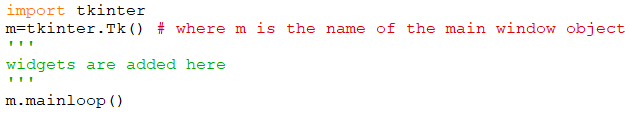 import tkinter
m=tkinter.Tk() # where m is the name of the main window object
'''
widgets are added here
'''
m.mainloop()